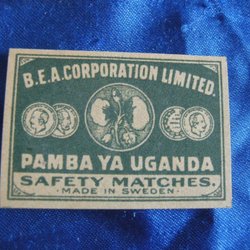 B.E.A. CORPORATION LIMITED.
PAMBA YA UGANDA
SAFETY MATCHES.
· MADE IN SWEDEN ·